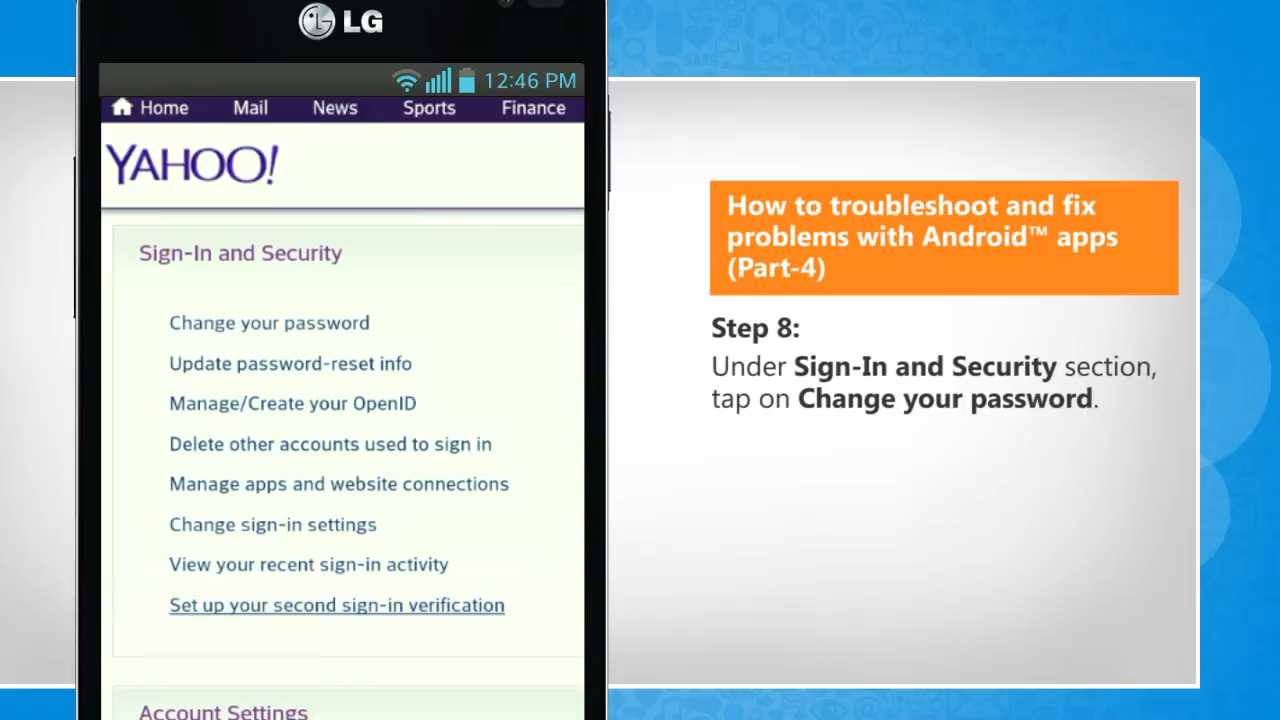 LG
12:46 PM
Home Mail News Sports Finance
YAHOO!
Sign-In and Security
Change your password
Update password-reset info
Manage/Create your OpenID
Delete other accounts used to sign in
Manage apps and website connections
Change sign-in settings
View your recent sign-in activity
Set up your second sign-in verification
Account Settings
How to troubleshoot and fix
problems with Android™ apps
(Part-4)
Step 8:
Under Sign-In and Security section,
tap on Change your password.